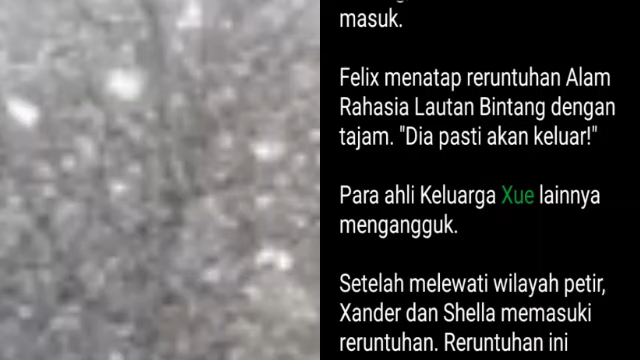 masuk.
Felix menatap reruntuhan Alam
Rahasia Lautan Bintang dengan
tajam. "Dia pasti akan keluar!"
Para ahli Keluarga Xue lainnya
mengangguk.
Setelah melewati wilayah petir,
Xander dan Shella memasuki
reruntuhan. Reruntuhan ini